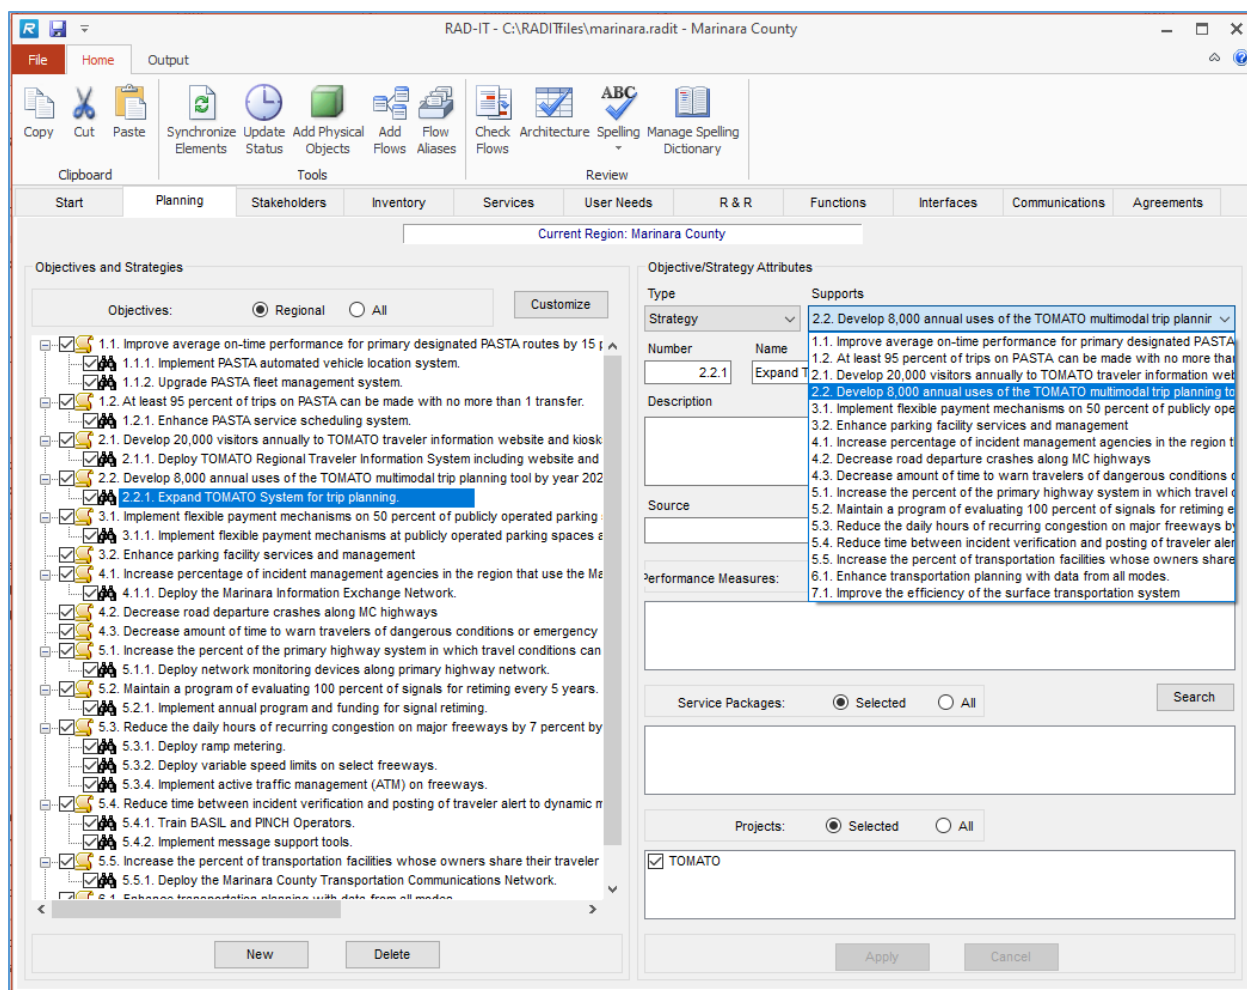 RAD-IT - C:\RADITfiles\marinara.radit - Marinara County
File Home Output
Copy Cut Paste Synchronize Elements Update Status Add Physical Objects Add Flows Flow Aliases Check Flows Architecture Spelling Manage Spelling Dictionary
Clipboard Tools Review
Start Planning Stakeholders Inventory Services User Needs R & R Functions Interfaces Communications Agreements
Current Region: Marinara County
Objectives and Strategies
Objectives: Regional All Customize
1.1. Improve average on-time performance for primary designated PASTA routes by 15
1.1.1. Implement PASTA automated vehicle location system.
1.1.2. Upgrade PASTA fleet management system.
1.2. At least 95 percent of trips on PASTA can be made with no more than 1 transfer.
1.2.1. Enhance PASTA service scheduling system.
2.1. Develop 20,000 visitors annually to TOMATO traveler information website and kiosk
2.1.1. Deploy TOMATO Regional Traveler Information System including website and
2.2. Develop 8,000 annual uses of the TOMATO multimodal trip planning tool by year 202
2.2.1. Expand TOMATO System for trip planning.
3.1. Implement flexible payment mechanisms on 50 percent of publicly operated parking
3.1.1. Implement flexible payment mechanisms at publicly operated parking spaces a
3.2. Enhance parking facility services and management
4.1. Increase percentage of incident management agencies in the region that use the Ma
4.1.1. Deploy the Marinara Information Exchange Network.
4.2. Decrease road departure crashes along MC highways
4.3. Decrease amount of time to warn travelers of dangerous conditions or emergency
5.1. Increase the percent of the primary highway system in which travel conditions can
5.1.1. Deploy network monitoring devices along primary highway network.
5.2. Maintain a program of evaluating 100 percent of signals for retiming every 5 years.
5.2.1. Implement annual program and funding for signal retiming.
5.3. Reduce the daily hours of recurring congestion on major freeways by 7 percent by
5.3.1. Deploy ramp metering.
5.3.2. Deploy variable speed limits on select freeways.
5.3.4. Implement active traffic management (ATM) on freeways.
5.4. Reduce time between incident verification and posting of traveler alert to dynamic m
5.4.1. Train BASIL and PINCH Operators.
5.4.2. Implement message support tools.
5.5. Increase the percent of transportation facilities whose owners share their traveler
5.5.1. Deploy the Marinara County Transportation Communications Network.
6.1. Enhance transportation planning with data from all modes.
New Delete
Objective/Strategy Attributes
Type Supports
Strategy 2.2. Develop 8,000 annual uses of the TOMATO multimodal trip plannir
Number Name
2.2.1 Expand T
Description
Source
Performance Measures:
1.1. Improve average on-time performance for primary designated PASTA
1.2. At least 95 percent of trips on PASTA can be made with no more tha
2.1. Develop 20,000 visitors annually to TOMATO traveler information web
2.2. Develop 8,000 annual uses of the TOMATO multimodal trip planning to
3.1. Implement flexible payment mechanisms on 50 percent of publicly ope
3.2. Enhance parking facility services and management
4.1. Increase percentage of incident management agencies in the region t
4.2. Decrease road departure crashes along MC highways
4.3. Decrease amount of time to warn travelers of dangerous conditions o
5.1. Increase the percent of the primary highway system in which travel c
5.2. Maintain a program of evaluating 100 percent of signals for retiming e
5.3. Reduce the daily hours of recurring congestion on major freeways by
5.4. Reduce time between incident verification and posting of traveler aler
5.5. Increase the percent of transportation facilities whose owners share
6.1. Enhance transportation planning with data from all modes.
7.1. Improve the efficiency of the surface transportation system
Service Packages: Selected All Search
Projects: Selected All
TOMATO
Apply Cancel